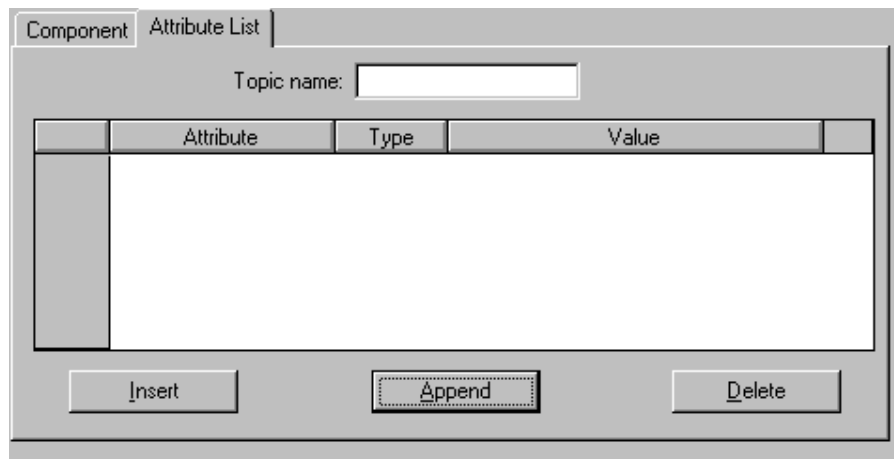 Component Attribute List
Topic name:
Attribute Type Value
Insert Append Delete